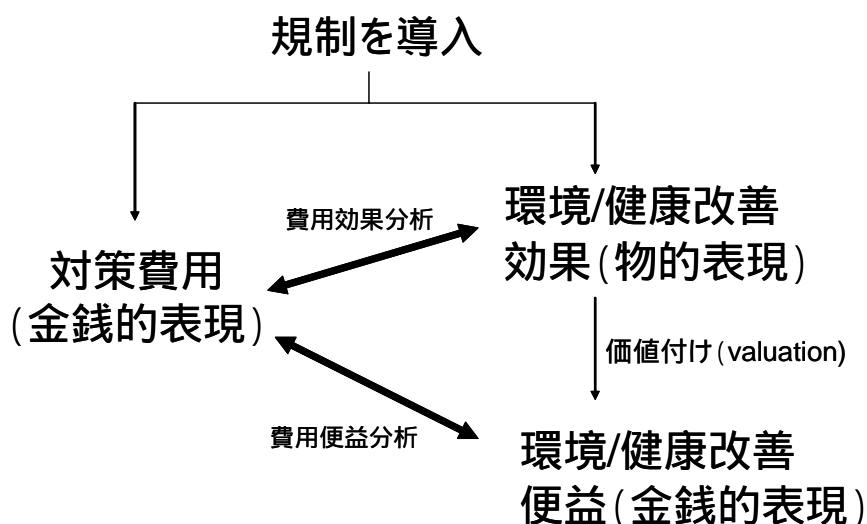 規制を導入
費用効果分析
環境/健康改善
効果(物的表現)
対策費用
(金銭的表現)
価値付け(valuation)
費用便益分析
環境/健康改善
便益(金銭的表現)